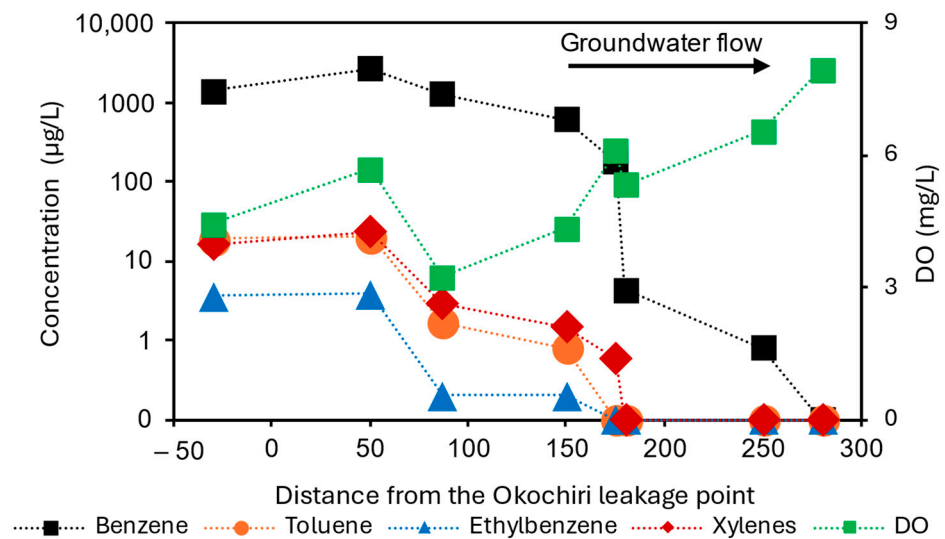 10,000
1000
100
10
1
0
Concentration (µg/L)
Groundwater flow
9
6
3
0
DO (mg/L)
– 50 0 50 100 150 200 250 300
Distance from the Okochiri leakage point
Benzene Toluene Ethylbenzene Xylenes DO